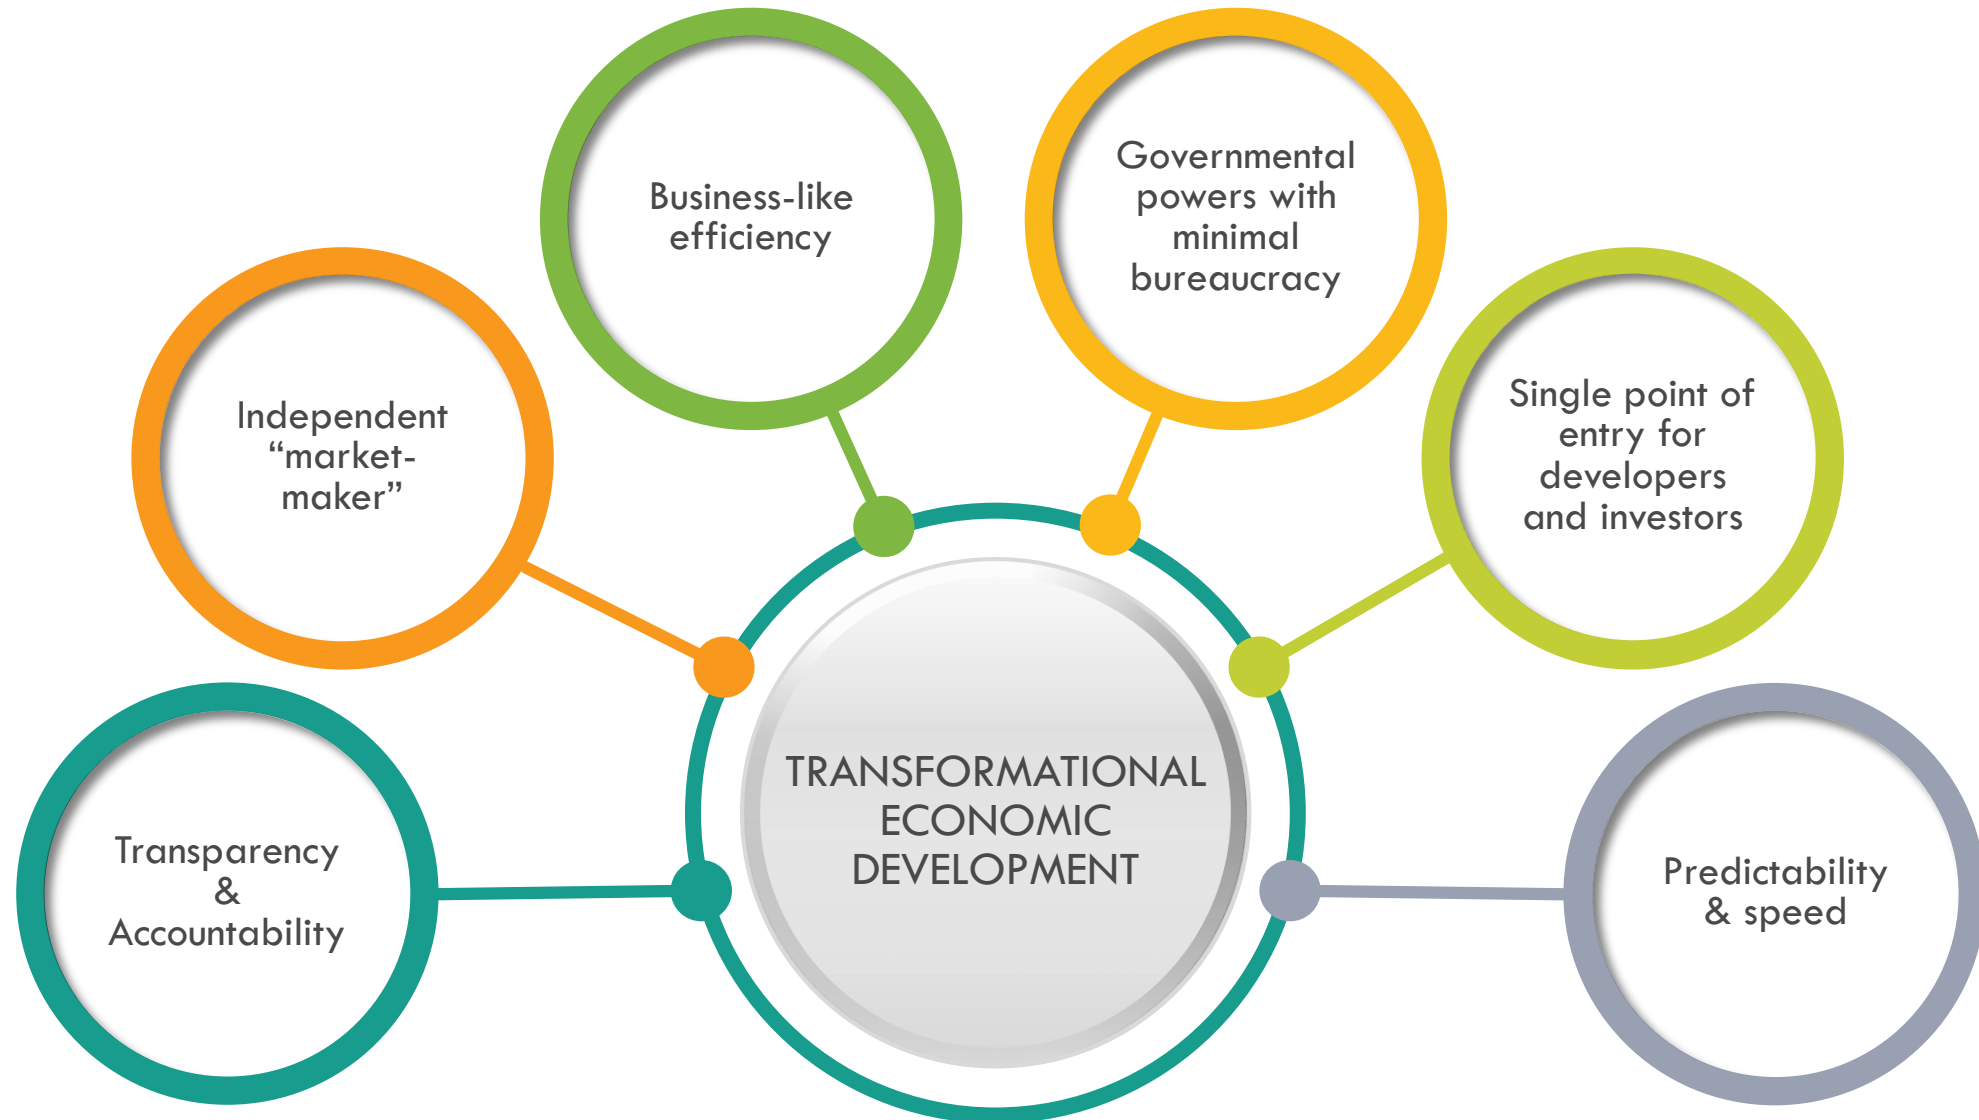 Business-like
efficiency
Governmental
powers with
minimal
bureaucracy
Independent
“market-
maker”
Single point of
entry for
developers
and investors
TRANSFORMATIONAL
ECONOMIC
DEVELOPMENT
Transparency
&
Accountability
Predictability
& speed